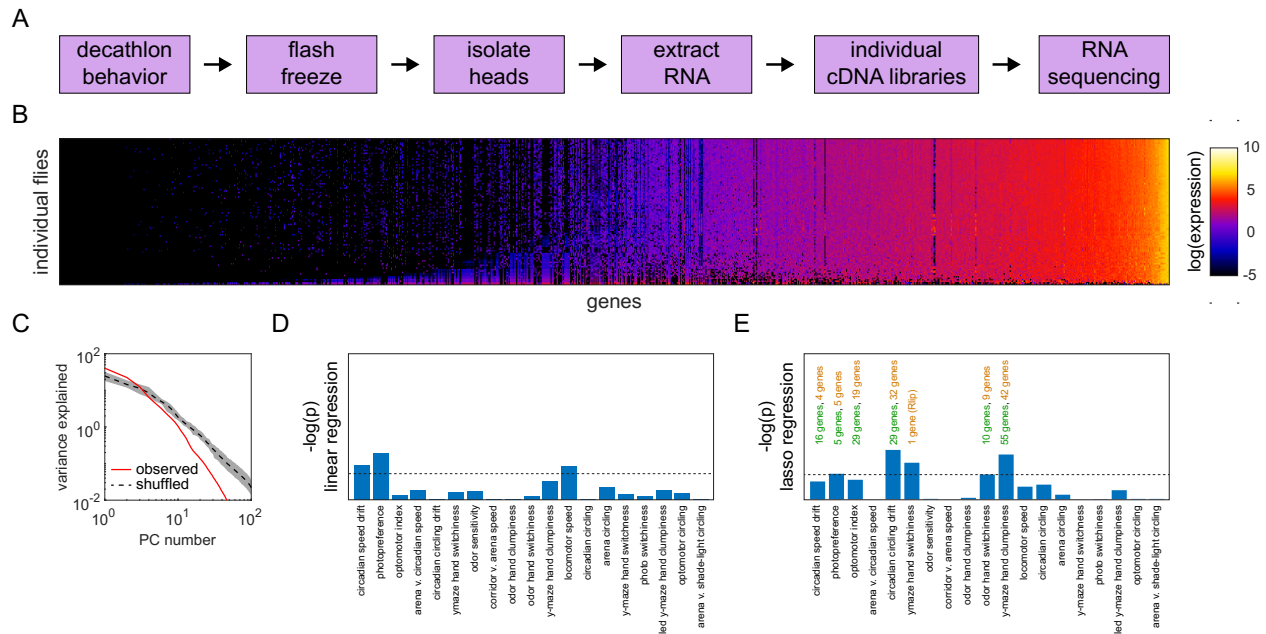 A
decathlon
behavior
flash
freeze
isolate
heads
extract
RNA
individual
cDNA libraries
RNA
sequencing
B
individual flies
genes
log(expression)
10
5
0
-5
C
variance explained
10^2
10^0
10^-2
observed
shuffled
10^0
10^1
10^2
PC number
D
-log(p)
linear regression
circadian speed drift
photopreference
optomotor index
arena v. circadian speed
circadian circling drift
ymaze hand switchiness
odor sensitivity
corridor v. arena speed
odor hand clumpiness
odor hand switchiness
y-maze hand clumpiness
locomotor speed
circadian circling
arena circling
y-maze hand switchness
photo switchiness
led y-maze hand clumpiness
optomotor circling
arena v. shade-light circling
E
-log(p)
lasso regression
16 genes, 4 genes
5 genes, 5 genes
29 genes, 19 genes
29 genes, 32 genes
1 gene (Rlip)
10 genes, 9 genes
55 genes, 42 genes
circadian speed drift
photopreference
optomotor index
arena v. circadian speed
circadian circling drift
ymaze hand switchiness
odor sensitivity
corridor v. arena speed
odor hand clumpiness
odor hand switchiness
y-maze hand clumpiness
locomotor speed
circadian circling
arena circling
y-maze hand switchness
photo switchiness
led y-maze hand clumpiness
optomotor circling
arena v. shade-light circling